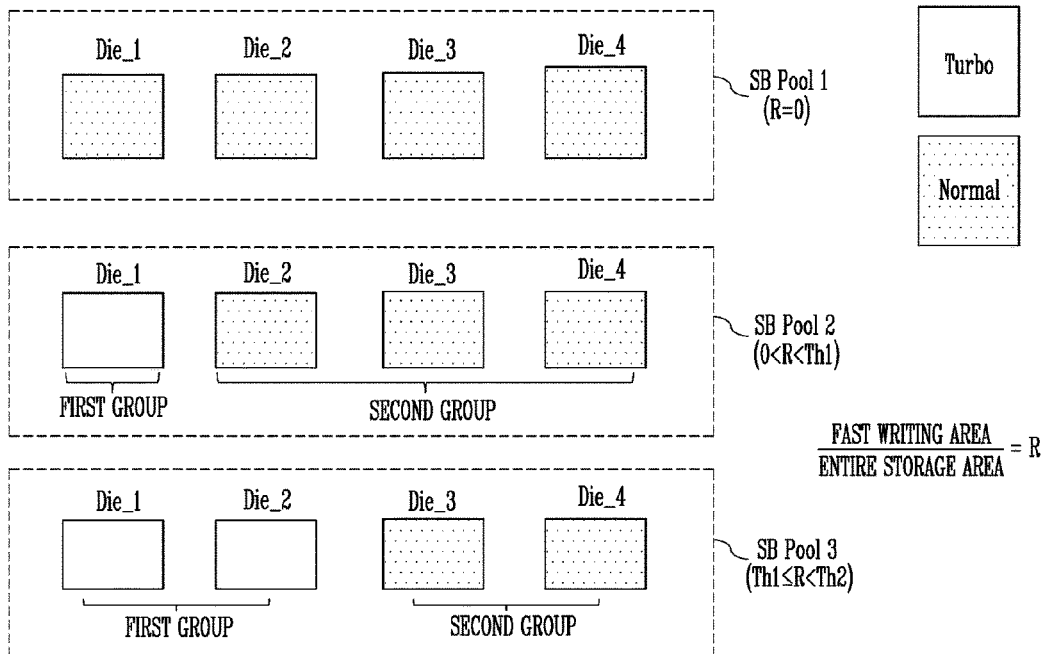 Die_1 Die_2 Die_3 Die_4
SB Pool 1
(R=0)
Turbo
Normal
Die_1 Die_2 Die_3 Die_4
SB Pool 2
(0<R<Th1)
FIRST GROUP SECOND GROUP
FAST WRITING AREA
ENTIRE STORAGE AREA = R
Die_1 Die_2 Die_3 Die_4
SB Pool 3
(Th1≤R<Th2)
FIRST GROUP SECOND GROUP